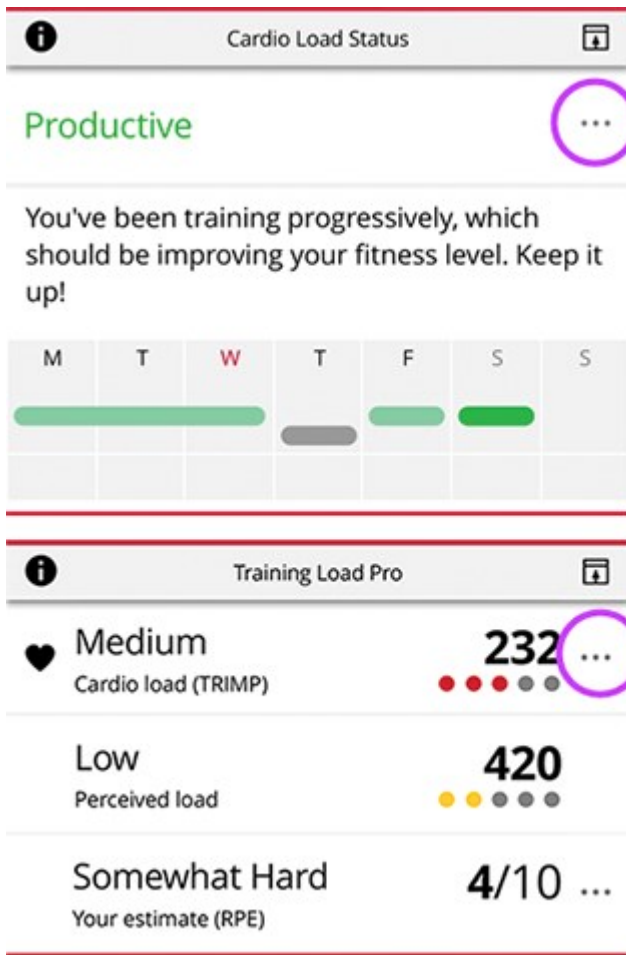 Cardio Load Status
Productive
You've been training progressively, which
should be improving your fitness level. Keep it
up!
M T W T F S S
Training Load Pro
Medium 232
Cardio load (TRIMP)
Low 420
Perceived load
Somewhat Hard 4/10
Your estimate (RPE)